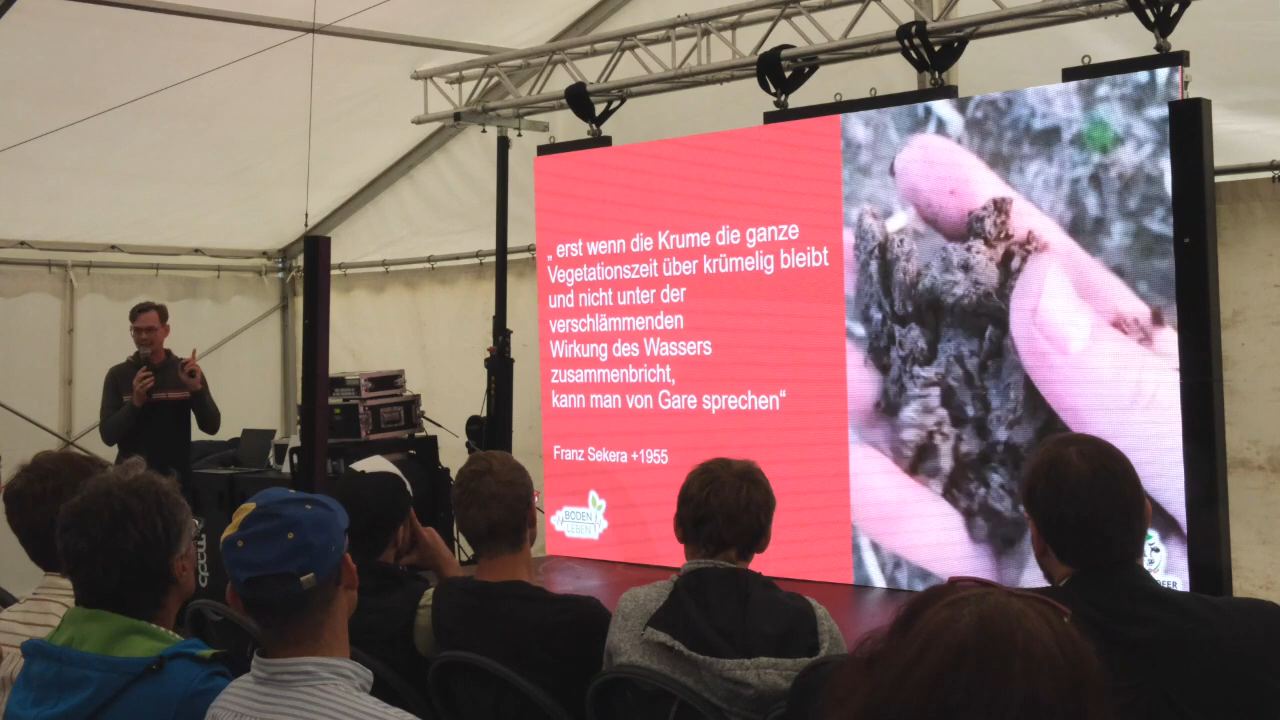 „ erst wenn die Krume die ganze
Vegetationszeit über krümelig bleibt
und nicht unter der
verschlämmenden
Wirkung des Wassers
zusammenbricht,
kann man von Gare sprechen“
Franz Sekera +1955
BODEN
LEBEN